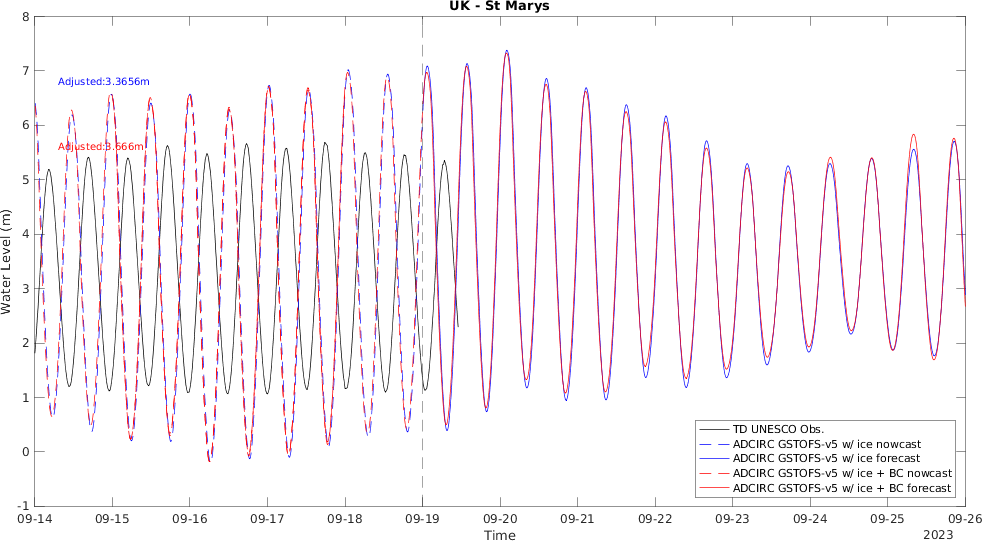 UK - St Marys
8
7
6
5
4
3
2
1
0
-1
Water Level (m)
Adjusted:3.3656m
Adjusted:3.666m
TD UNESCO Obs.
ADCIRC GSTOFS-v5 w/ ice nowcast
ADCIRC GSTOFS-v5 w/ ice forecast
ADCIRC GSTOFS-v5 w/ ice + BC nowcast
ADCIRC GSTOFS-v5 w/ ice + BC forecast
09-14 09-15 09-16 09-17 09-18 09-19 09-20 09-21 09-22 09-23 09-24 09-25 09-26
Time
2023